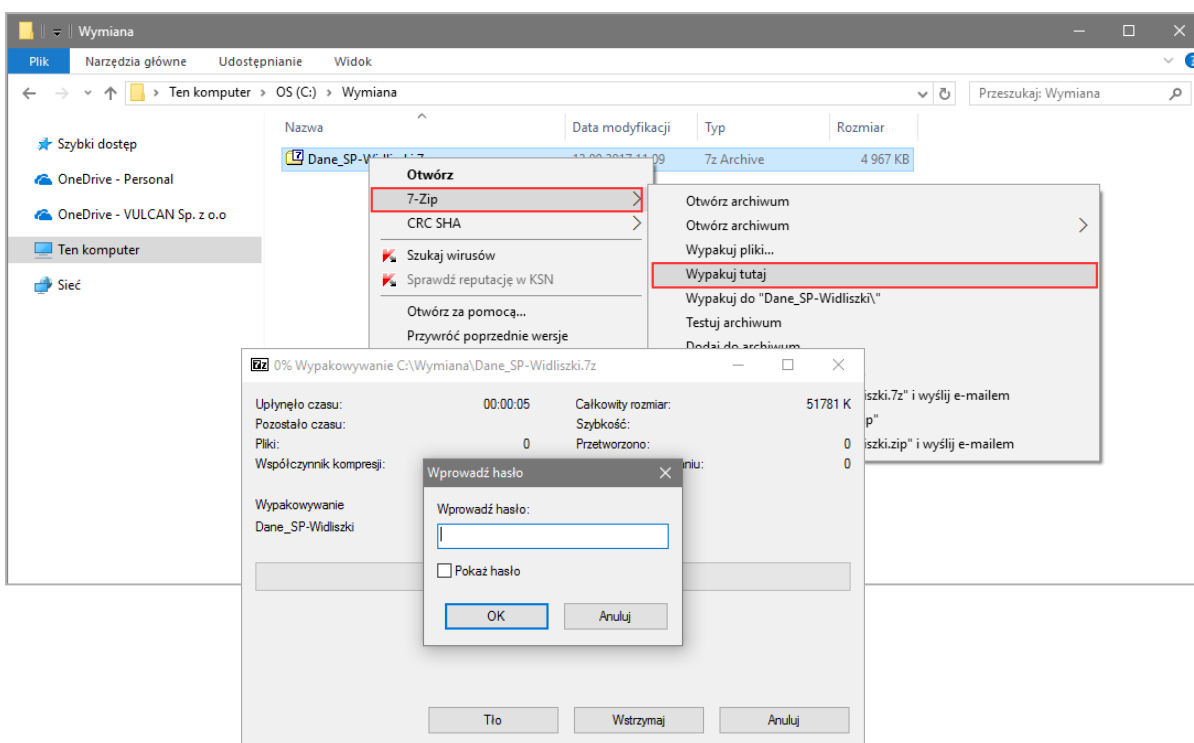 Wymiana
Plik Narzędzia główne Udostępnianie Widok
Ten komputer OS (C:) Wymiana
Przeszukaj: Wymiana
Nazwa Data modyfikacji Typ Rozmiar
Dane_SP- 7z Archive 4 967 KB
Szybki dostęp
OneDrive - Personal
OneDrive - VULCAN Sp. z o.o
Ten komputer
Sieć
Otwórz
7-Zip
CRC SHA
Szukaj wirusów
Sprawdź reputację w KSN
Otwórz za pomocą...
Przywróć poprzednie wersje
Otwórz archiwum
Otwórz archiwum
Wypakuj pliki...
Wypakuj tutaj
Wypakuj do "Dane_SP-Widliszki\"
Testuj archiwum
Dodaj do archiwum
iszki.7z" i wyślij e-mailem
p"
iszki.zip" i wyślij e-mailem
0% Wypakowywanie C:\Wymiana\Dane_SP-Widliszki.7z
Upłynęło czasu: 00:00:05 Całkowity rozmiar: 51781 K
Pozostało czasu: Szybkość:
Pliki: 0 Przetworzono: 0
Współczynnik kompresji: aniu: 0
Wypakowywanie
Dane_SP-Widliszki
Wprowadź hasło
Wprowadź hasło:
Pokaż hasło
OK Anuluj
Tło Wstrzymaj Anuluj